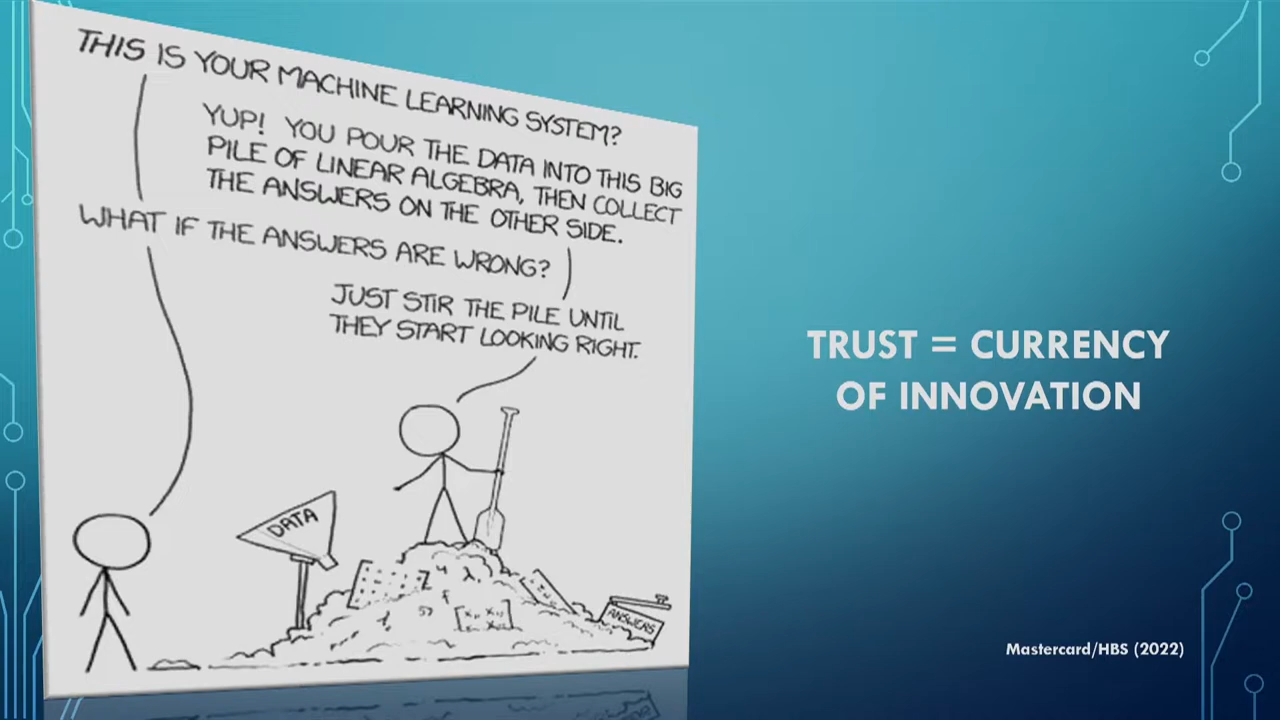 THIS IS YOUR MACHINE LEARNING SYSTEM?
YUP! YOU POUR THE DATA INTO THIS BIG
PILE OF LINEAR ALGEBRA, THEN COLLECT
THE ANSWERS ON THE OTHER SIDE.
WHAT IF THE ANSWERS ARE WRONG?
JUST STIR THE PILE UNTIL
THEY START LOOKING RIGHT.
DATA
ANSWERS
TRUST = CURRENCY
OF INNOVATION
Mastercard/HBS (2022)